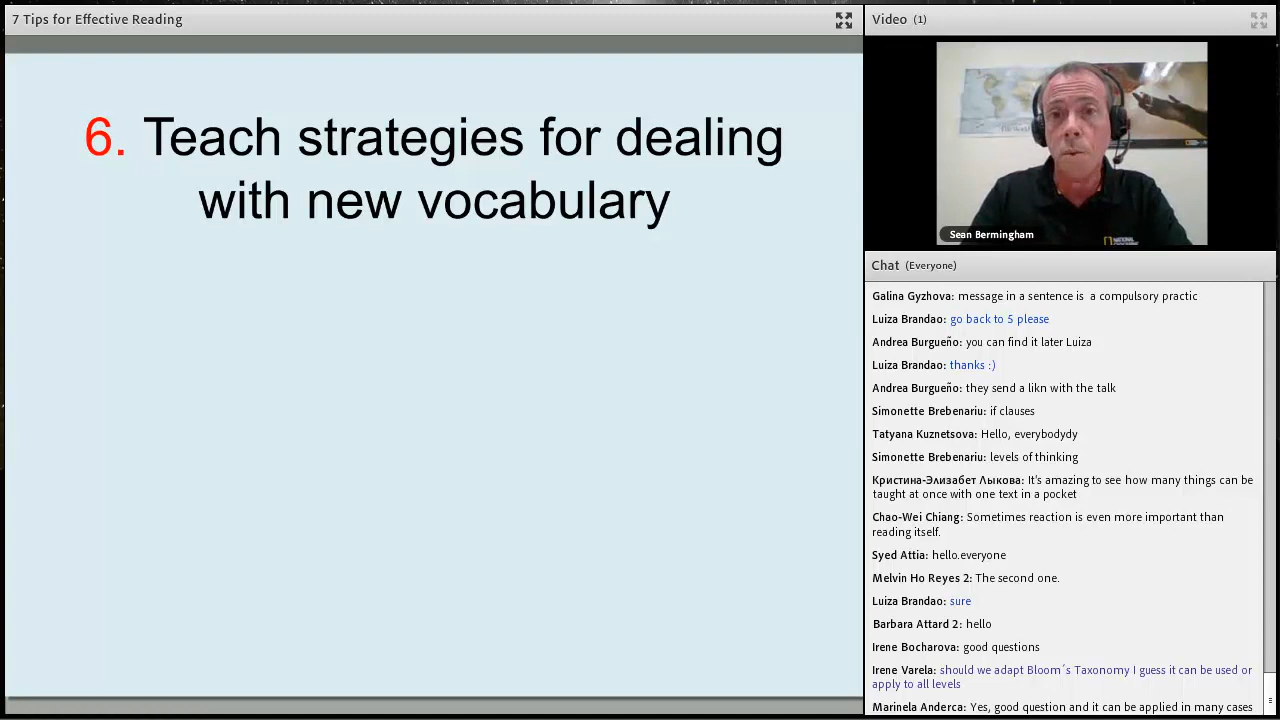 7 Tips for Effective Reading
6. Teach strategies for dealing
with new vocabulary
Video (1)
Sean Bermingham
NATIONAL
Chat (Everyone)
Galina Gyzhova: message in a sentence is a compulsory practic
Luiza Brandao: go back to 5 please
Andrea Burgueño: you can find it later Luiza
Luiza Brandao: thanks :)
Andrea Burgueño: they send a likn with the talk
Simonette Brebenariu: if clauses
Tatyana Kuznetsova: Hello, everybodydy
Simonette Brebenariu: levels of thinking
Кристина-Элизабет Лыкова: It's amazing to see how many things can be
taught at once with one text in a pocket
Chao-Wei Chiang: Sometimes reaction is even more important than
reading itself.
Syed Attia: hello.everyone
Melvin Ho Reyes 2: The second one.
Luiza Brandao: sure
Barbara Attard 2: hello
Irene Bocharova: good questions
Irene Varela: should we adapt Bloom´s Taxonomy I guess it can be used or
apply to all levels
Marinela Anderca: Yes, good question and it can be applied in many cases